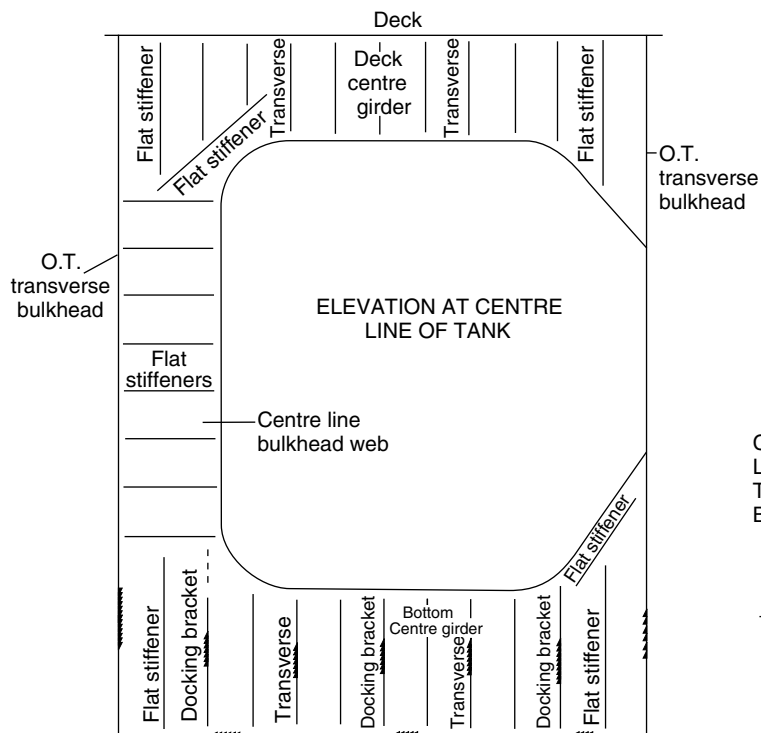 Deck
Flat stiffener
Transverse
Deck
centre
girder
Transverse
Flat stiffener
Flat stiffener
O.T.
transverse
bulkhead
O.T.
transverse
bulkhead
ELEVATION AT CENTRE
LINE OF TANK
Flat
stiffeners
Centre line
bulkhead web
C
L
T
E
Flat stiffener
Flat stiffener
Docking bracket
Transverse
Docking bracket
Bottom
Centre girder
Transverse
Docking bracket
Flat stiffener